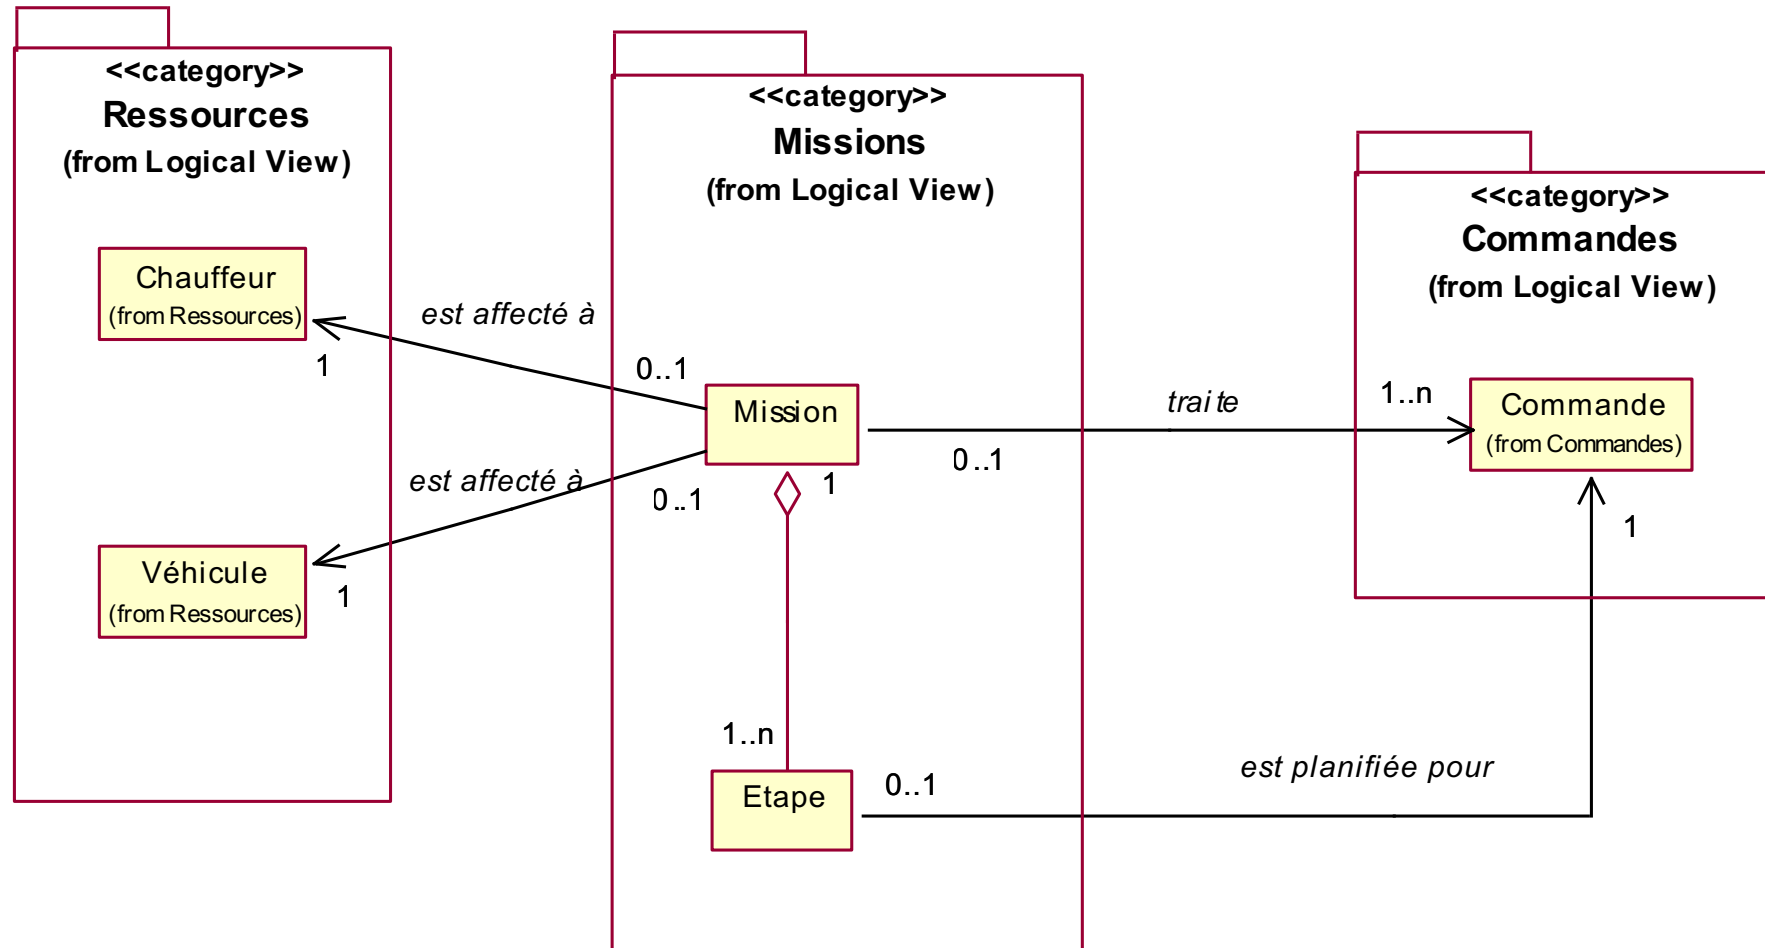 <<category>>
Ressources
(from Logical View)
Chauffeur
(from Ressources)
1
est affecté à
0..1
est affecté à
0..1
Véhicule
(from Ressources)
1
<<category>>
Missions
(from Logical View)
Mission
1
0..1
traite
1..n
1..n
Etape
0..1
est planifiée pour
<<category>>
Commandes
(from Logical View)
Commande
(from Commandes)
1